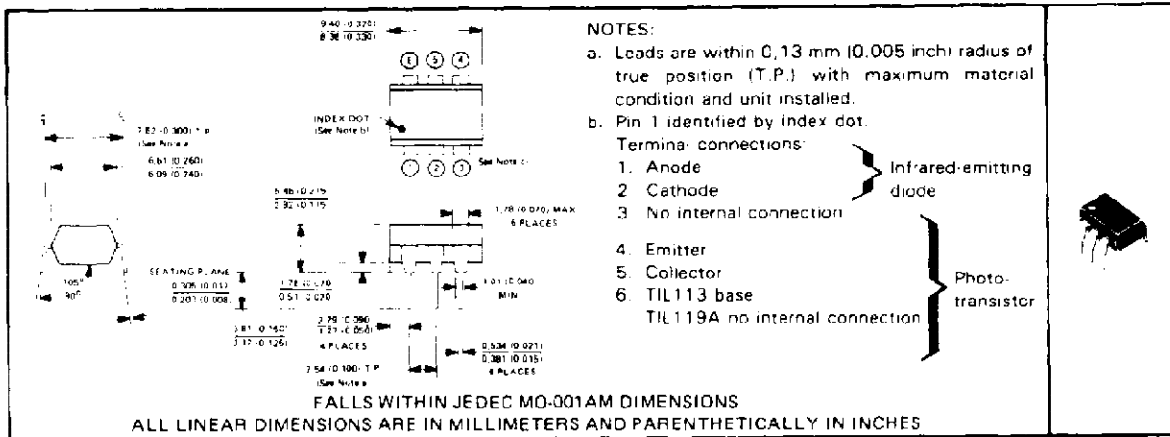 9,40 (0.370)
8,38 (0.330)
6 5 4
INDEX DOT
(See Note b)
1 2 3
(See Note c)
7,62 (0.300) T.P.
(See Note a)
6,61 (0.260)
6,09 (0.240)
5,46 (0.215)
2,92 (0.115)
1,78 (0.070) MAX
6 PLACES
105°
90°
SEATING PLANE
0,305 (0.012)
0,203 (0.008)
1,78 (0.070)
0,51 (0.020)
1,01 (0.040)
MIN
3,81 (0.150)
3,17 (0.125)
4 PLACES
2,54 (0.100) T.P.
(See Note a)
0,534 (0.021)
0,381 (0.015)
6 PLACES
NOTES:
a. Leads are within 0,13 mm (0.005 inch) radius of
true position (T.P.) with maximum material
condition and unit installed.
b. Pin 1 identified by index dot.
Terminal connections:
1. Anode
2. Cathode
Infrared-emitting
diode
3. No internal connection
4. Emitter
5. Collector
6. TIL113 base
TIL119A no internal connection
Photo-
transistor
FALLS WITHIN JEDEC MO-001AM DIMENSIONS
ALL LINEAR DIMENSIONS ARE IN MILLIMETERS AND PARENTHETICALLY IN INCHES